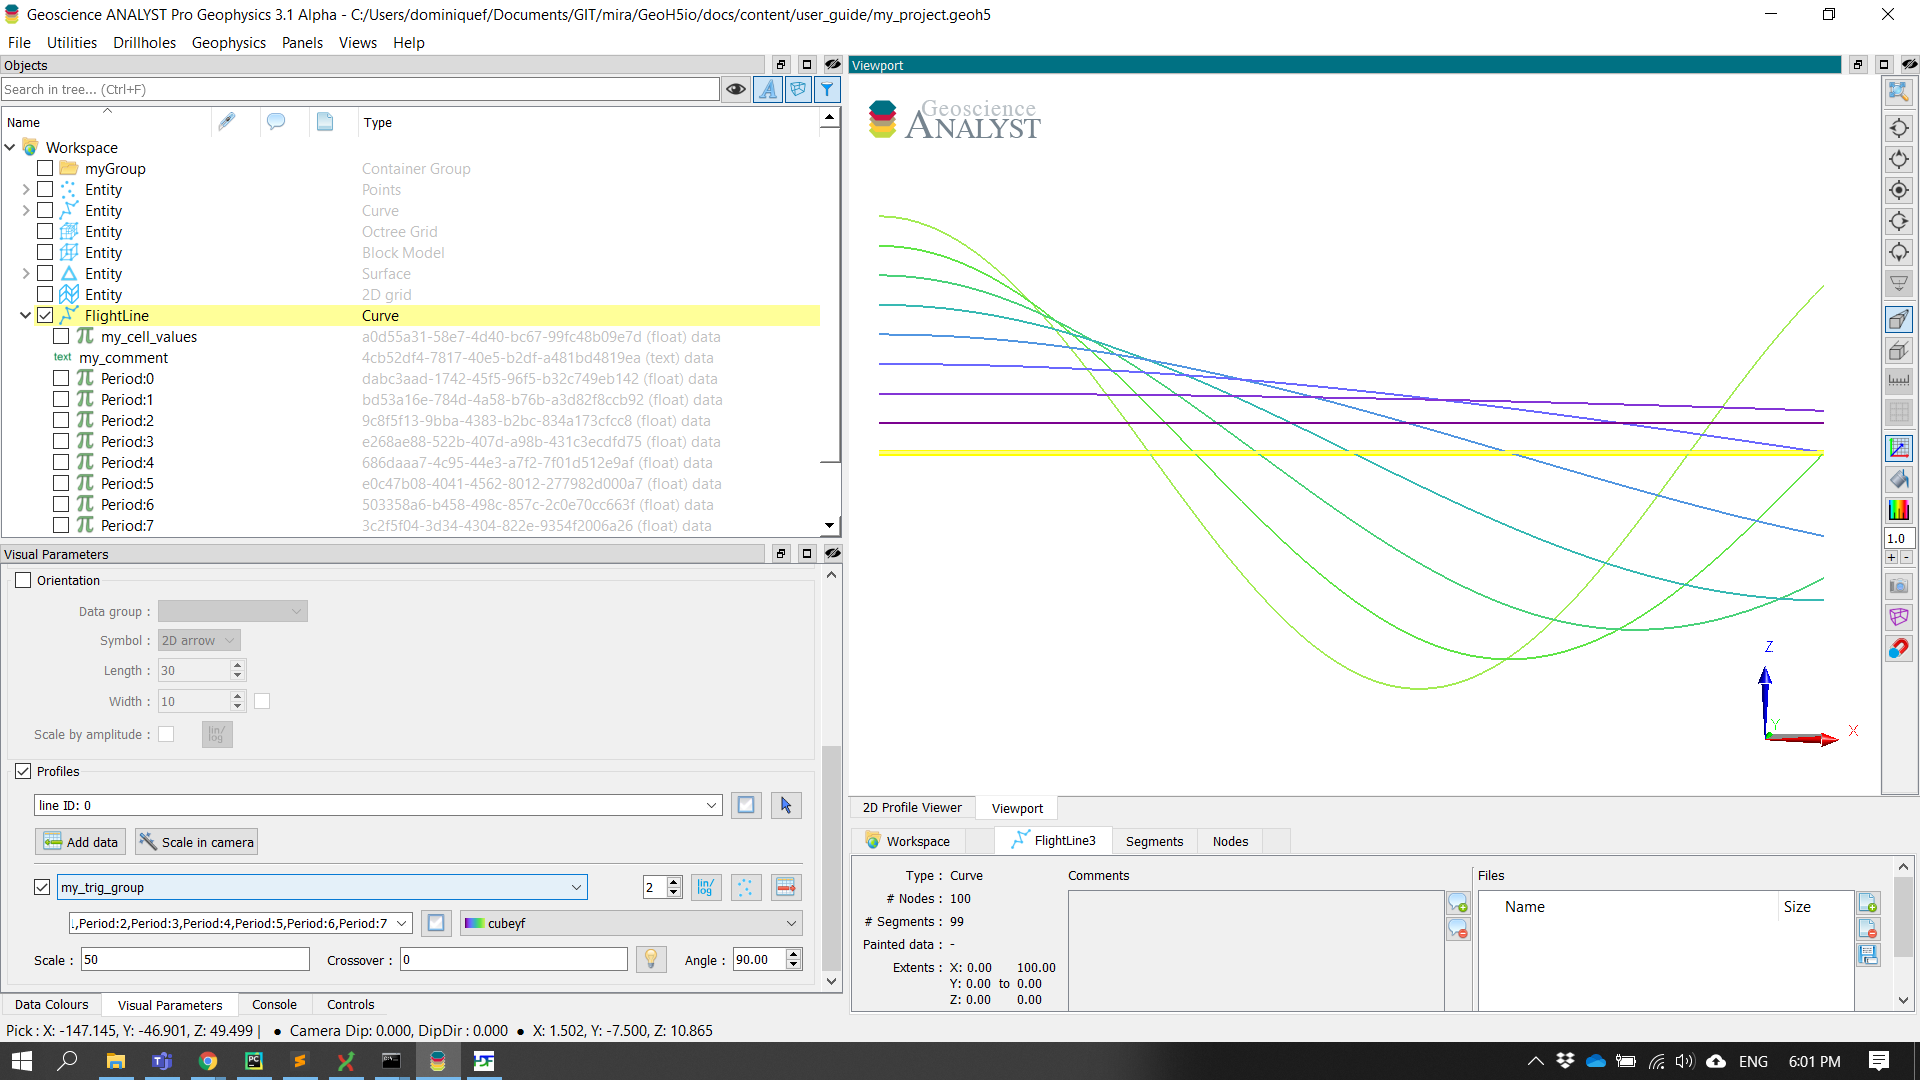 Geoscience ANALYST Pro Geophysics 3.1 Alpha - C:/Users/dominiquef/Documents/GIT/mira/GeoH5io/docs/content/user_guide/my_project.geoh5
File Utilities Drillholes Geophysics Panels Views Help
Objects
Search in tree... (Ctrl+F)
Name Type
Workspace
myGroup Container Group
Entity Points
Entity Curve
Entity Octree Grid
Entity Block Model
Entity Surface
Entity 2D grid
FlightLine Curve
my_cell_values a0d55a31-58e7-4d40-bc67-99fc48b09e7d (float) data
text my_comment 4cb52df4-7817-40e5-b2df-a481bd4819ea (text) data
Period:0 dabc3aad-1742-45f5-96f5-b32c749eb142 (float) data
Period:1 bd53a16e-784d-4a58-b76b-a3d82f8ccb92 (float) data
Period:2 9c8f5f13-9bba-4383-b2bc-834a173cfcc8 (float) data
Period:3 e268ae88-522b-407d-a98b-431c3ecdfd75 (float) data
Period:4 686daaa7-4c95-44e3-a7f2-7f01d512e9af (float) data
Period:5 e0c47b08-4041-4562-8012-277982d000a7 (float) data
Period:6 503358a6-b458-498c-857c-2c0e70cc663f (float) data
Period:7 3c2f5f04-3d34-4304-822e-9354f2006a26 (float) data
Visual Parameters
Orientation
Data group :
Symbol : 2D arrow
Length : 30
Width : 10
Scale by amplitude : lin/log
Profiles
line ID: 0
Add data Scale in camera
my_trig_group 2 lin/log
,Period:2,Period:3,Period:4,Period:5,Period:6,Period:7 cubeyf
Scale : 50 Crossover : 0 Angle : 90.00
Data Colours Visual Parameters Console Controls
Viewport
Geoscience
ANALYST
1.0
+ -
Z
Y
X
2D Profile Viewer Viewport
Workspace FlightLine3 Segments Nodes
Type : Curve
# Nodes : 100
# Segments : 99
Painted data : -
Extents : X: 0.00 100.00
Y: 0.00 to 0.00
Z: 0.00 0.00
Comments
Files
Name Size
Pick : X: -147.145, Y: -46.901, Z: 49.499 | ● Camera Dip: 0.000, DipDir : 0.000 ● X: 1.502, Y: -7.500, Z: 10.865
ENG 6:01 PM